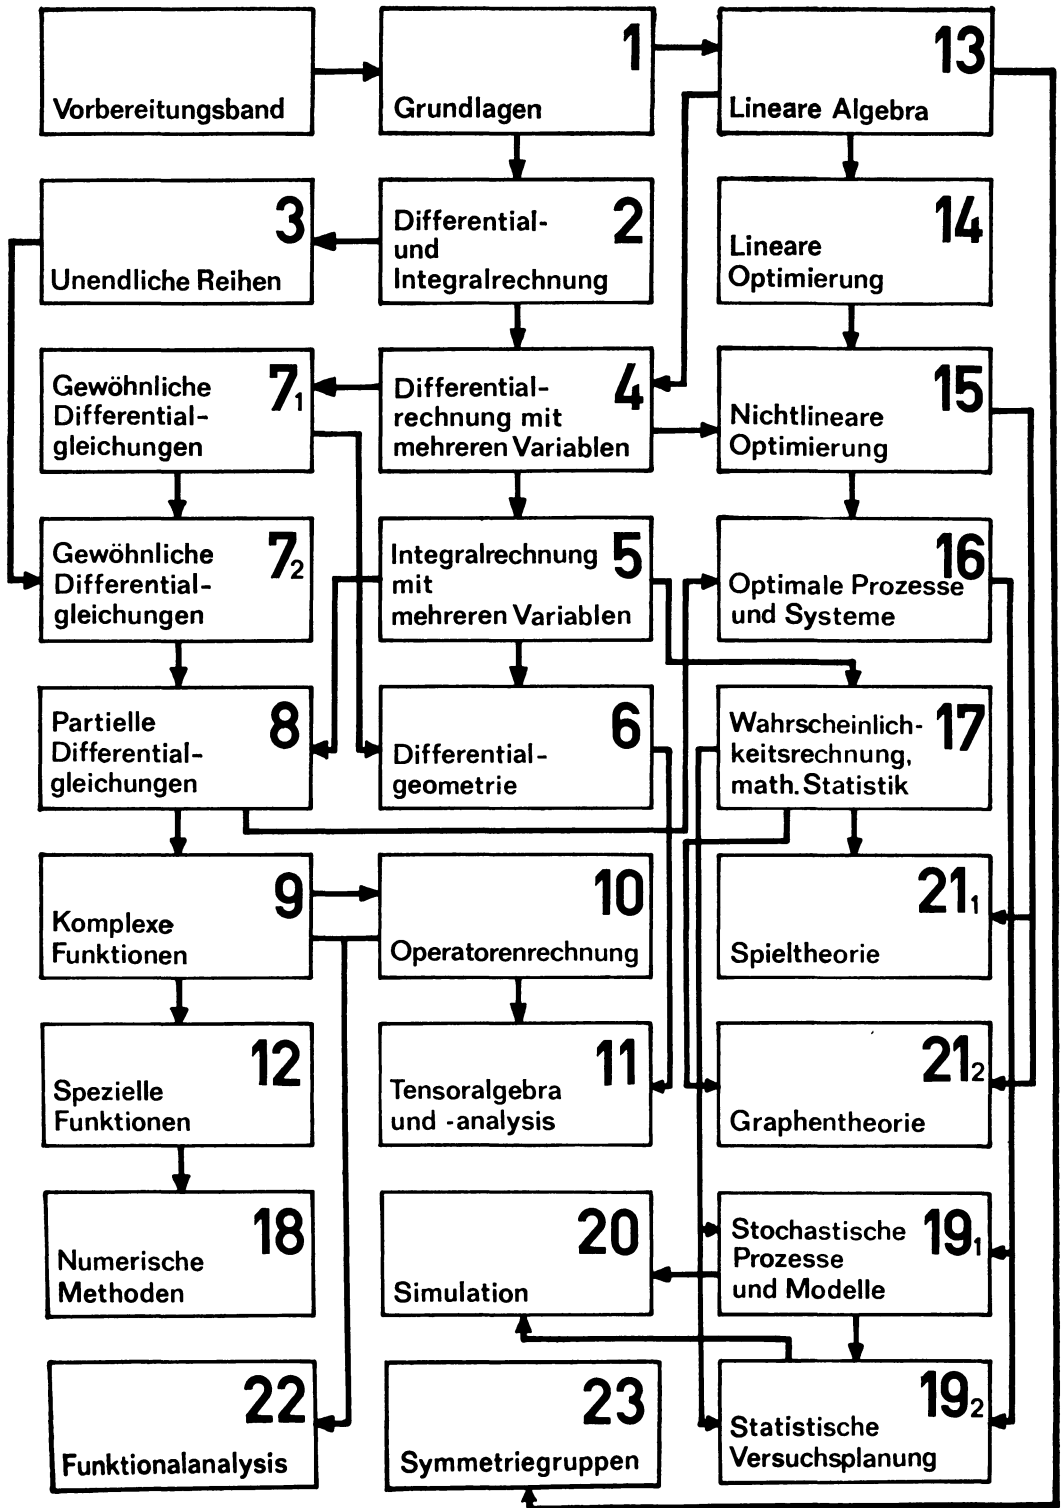 Vorbereitungsband
1
Grundlagen
13
Lineare Algebra
3
Unendliche Reihen
2
Differential-
und
Integralrechnung
14
Lineare
Optimierung
7₁
Gewöhnliche
Differential-
gleichungen
4
Differential-
rechnung mit
mehreren Variablen
15
Nichtlineare
Optimierung
7₂
Gewöhnliche
Differential-
gleichungen
5
Integralrechnung
mit
mehreren Variablen
16
Optimale Prozesse
und Systeme
8
Partielle
Differential-
gleichungen
6
Differential-
geometrie
17
Wahrscheinlich-
keitsrechnung,
math. Statistik
9
Komplexe
Funktionen
10
Operatorenrechnung
21₁
Spieltheorie
12
Spezielle
Funktionen
11
Tensoralgebra
und -analysis
21₂
Graphentheorie
18
Numerische
Methoden
20
Simulation
19₁
Stochastische
Prozesse
und Modelle
22
Funktionalanalysis
23
Symmetriegruppen
19₂
Statistische
Versuchsplanung